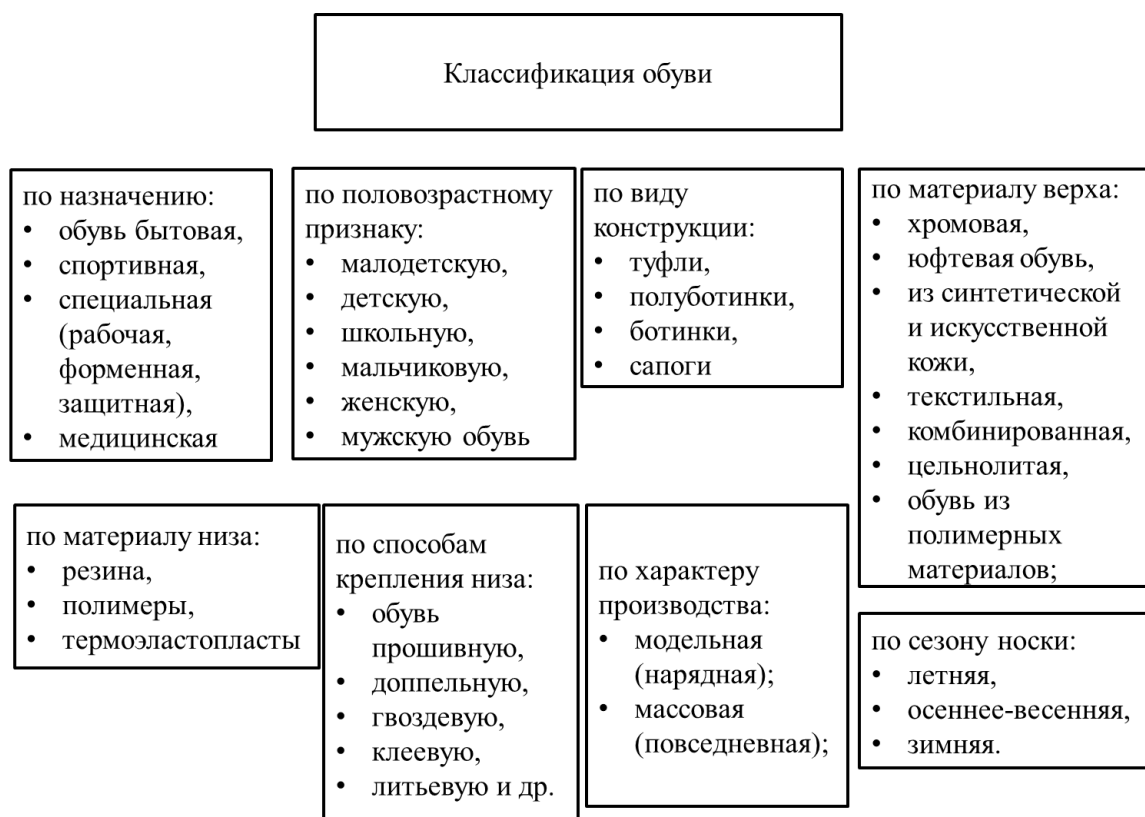 Классификация обуви
по назначению:
• обувь бытовая,
• спортивная,
• специальная
(рабочая,
форменная,
защитная),
• медицинская
по половозрастному
признаку:
• малодетскую,
• детскую,
• школьную,
• мальчиковую,
• женскую,
• мужскую обувь
по виду
конструкции:
• туфли,
• полуботинки,
• ботинки,
• сапоги
по материалу верха:
• хромовая,
• юфтевая обувь,
• из синтетической
и искусственной
кожи,
• текстильная,
• комбинированная,
• цельнолитая,
• обувь из
полимерных
материалов;
по материалу низа:
• резина,
• полимеры,
• термоэластопласты
по способам
крепления низа:
• обувь
прошивную,
• доппельную,
• гвоздевую,
• клеевую,
• литьевую и др.
по характеру
производства:
• модельная
(нарядная);
• массовая
(повседневная);
по сезону носки:
• летняя,
• осеннее-весенняя,
• зимняя.